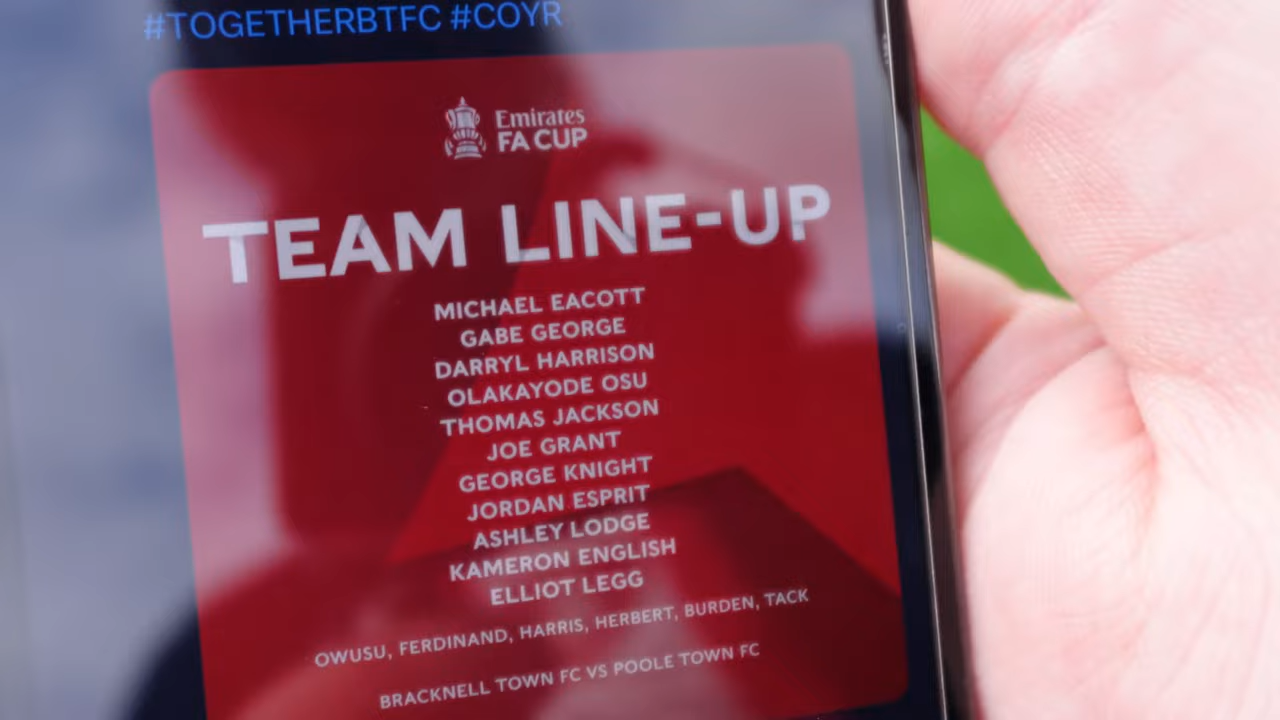 #TOGETHERBTFC #COYR
Emirates
FA CUP
TEAM LINE-UP
MICHAEL EACOTT
GABE GEORGE
DARRYL HARRISON
OLAKAYODE OSU
THOMAS JACKSON
JOE GRANT
GEORGE KNIGHT
JORDAN ESPRIT
ASHLEY LODGE
KAMERON ENGLISH
ELLIOT LEGG
OWUSU, FERDINAND, HARRIS, HERBERT, BURDEN, TACK
BRACKNELL TOWN FC VS POOLE TOWN FC